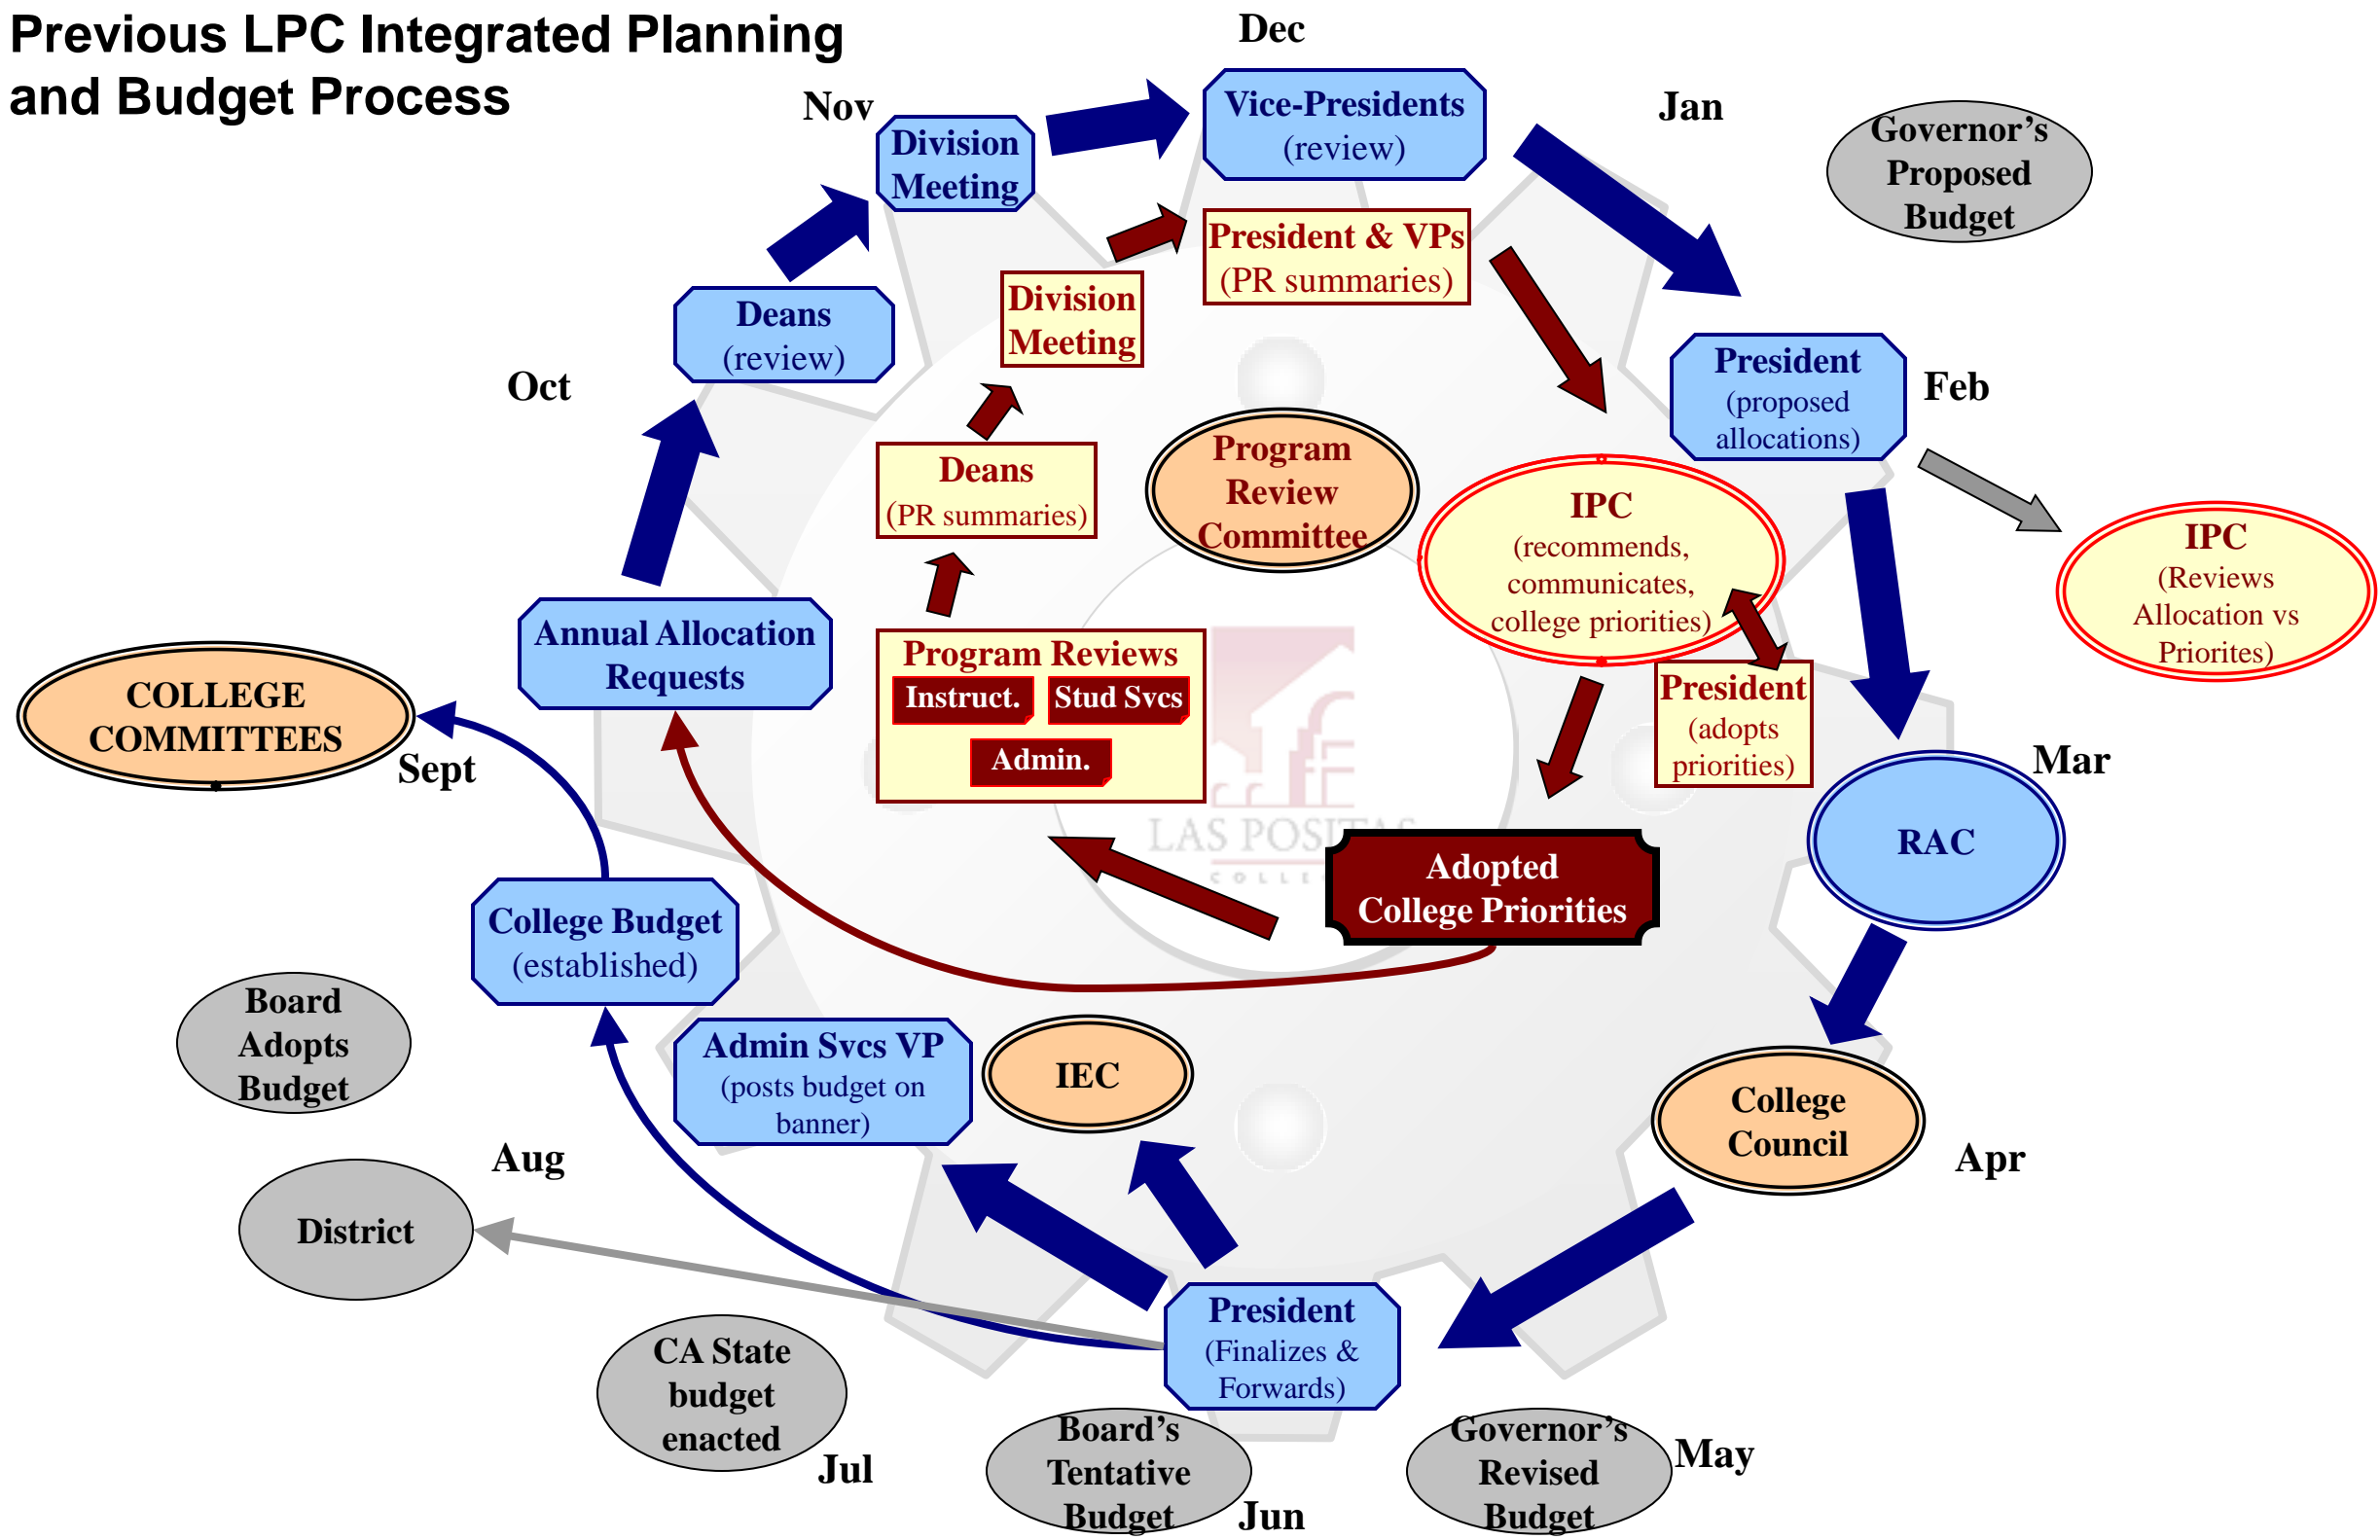 Previous LPC Integrated Planning
and Budget Process
Dec
Nov
Jan
Vice-Presidents
(review)
Division
Meeting
Governor’s
Proposed
Budget
President & VPs
(PR summaries)
Division
Meeting
Deans
(review)
Oct
President
(proposed
allocations)
Feb
Deans
(PR summaries)
Program
Review
Committee
IPC
(recommends,
communicates,
college priorities)
IPC
(Reviews
Allocation vs
Priorites)
Annual Allocation
Requests
Program Reviews
Instruct.
Stud Svcs
Admin.
President
(adopts
priorities)
COLLEGE
COMMITTEES
Sept
Mar
RAC
LAS POSITAS
COLLE
Adopted
College Priorities
College Budget
(established)
Board
Adopts
Budget
Admin Svcs VP
(posts budget on
banner)
IEC
College
Council
Apr
Aug
District
President
(Finalizes &
Forwards)
CA State
budget
enacted
Jul
Board’s
Tentative
Budget
Jun
Governor’s
Revised
Budget
May